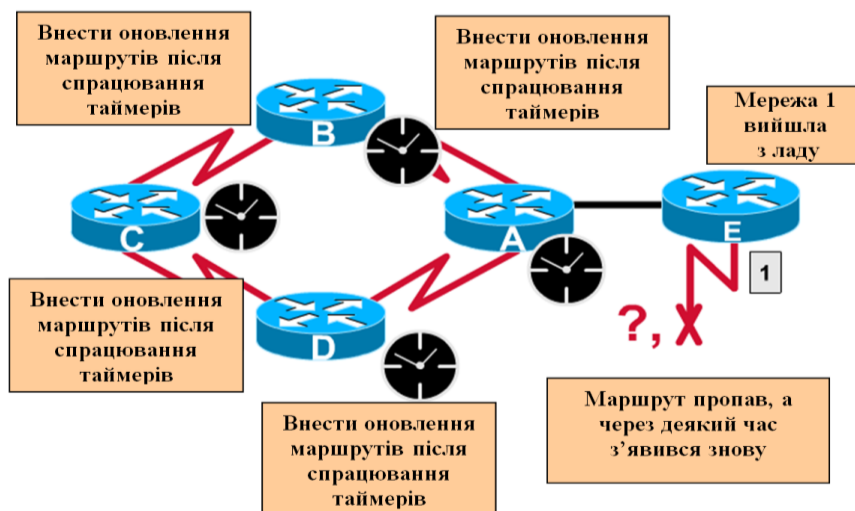 Внести оновлення
маршрутів після
спрацювання
таймерів
Внести оновлення
маршрутів після
спрацювання
таймерів
Мережа 1
вийшла
з ладу
B
C
A
E
1
Внести оновлення
маршрутів після
спрацювання
таймерів
D
?, X
Маршрут пропав, а
через деякий час
з’явився знову
Внести оновлення
маршрутів після
спрацювання
таймерів